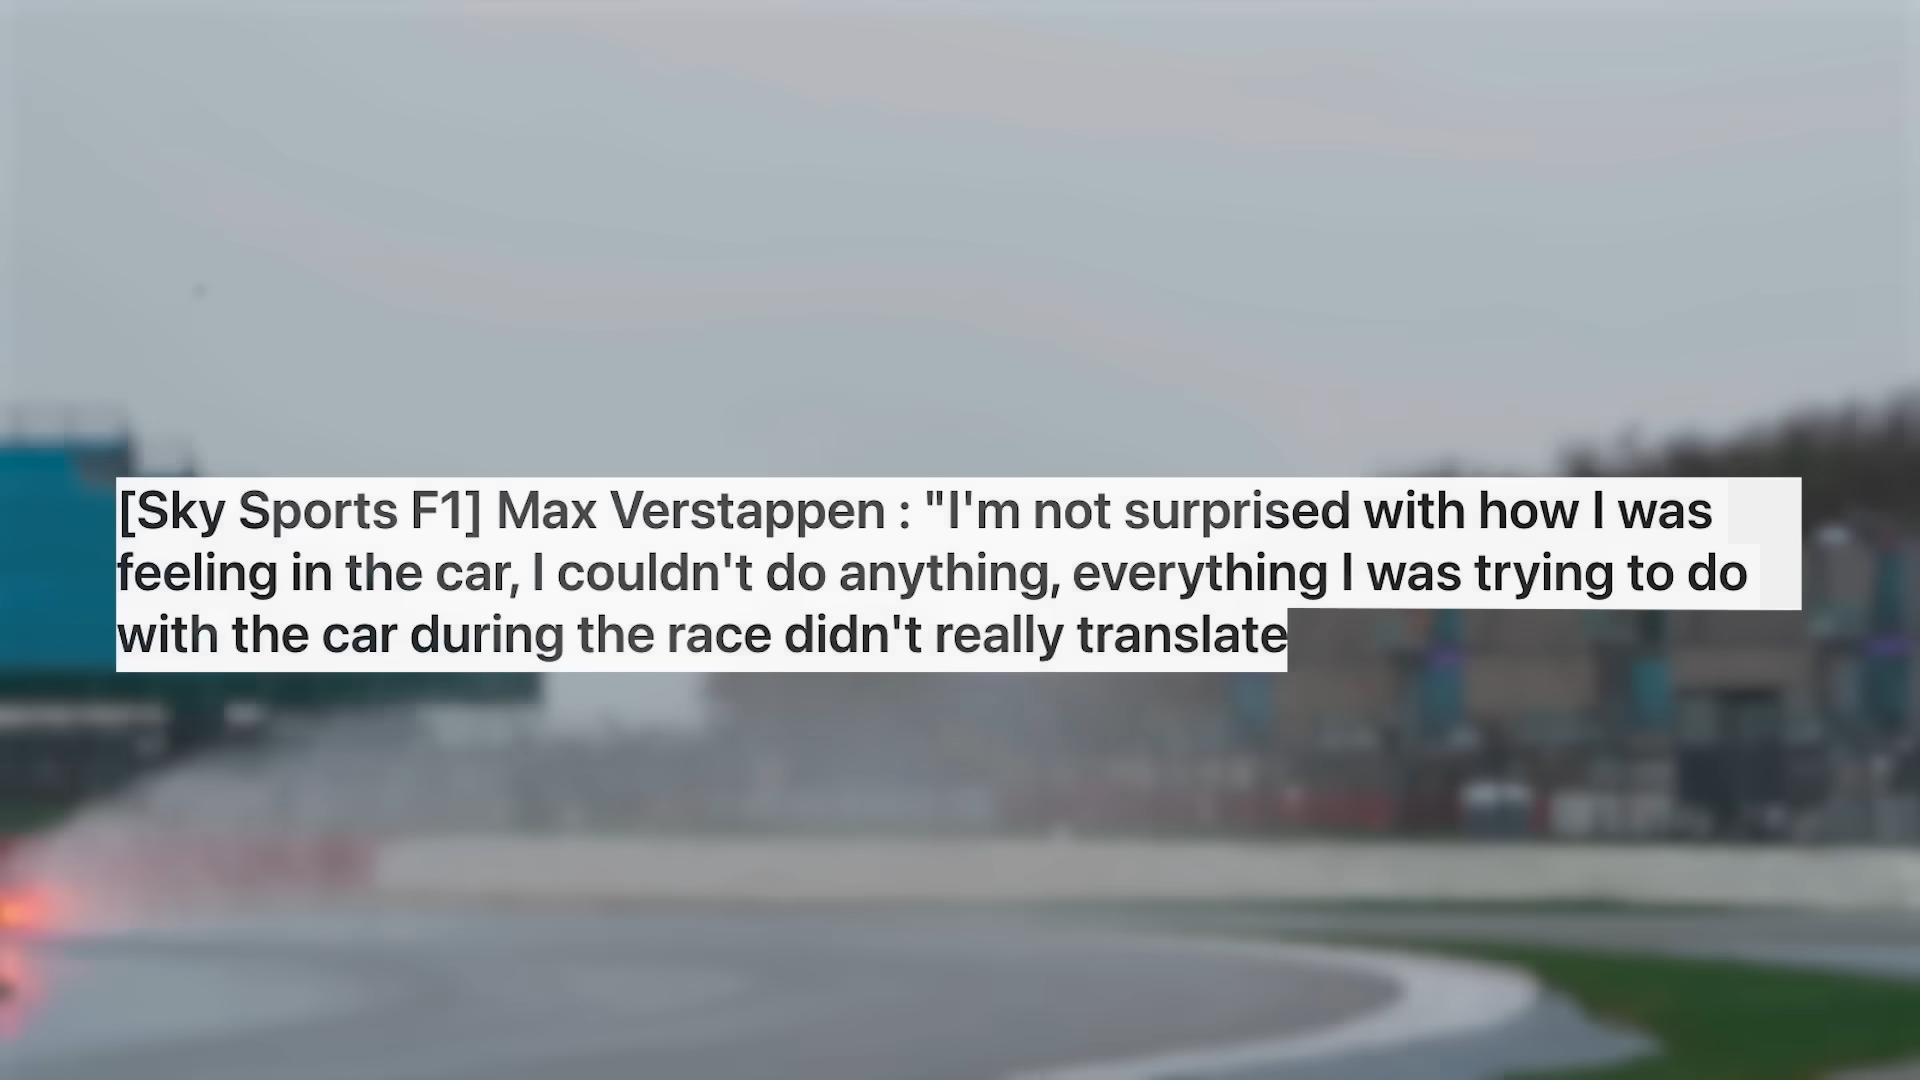 [Sky Sports F1] Max Verstappen : "I'm not surprised with how I was
feeling in the car, I couldn't do anything, everything I was trying to do
with the car during the race didn't really translate